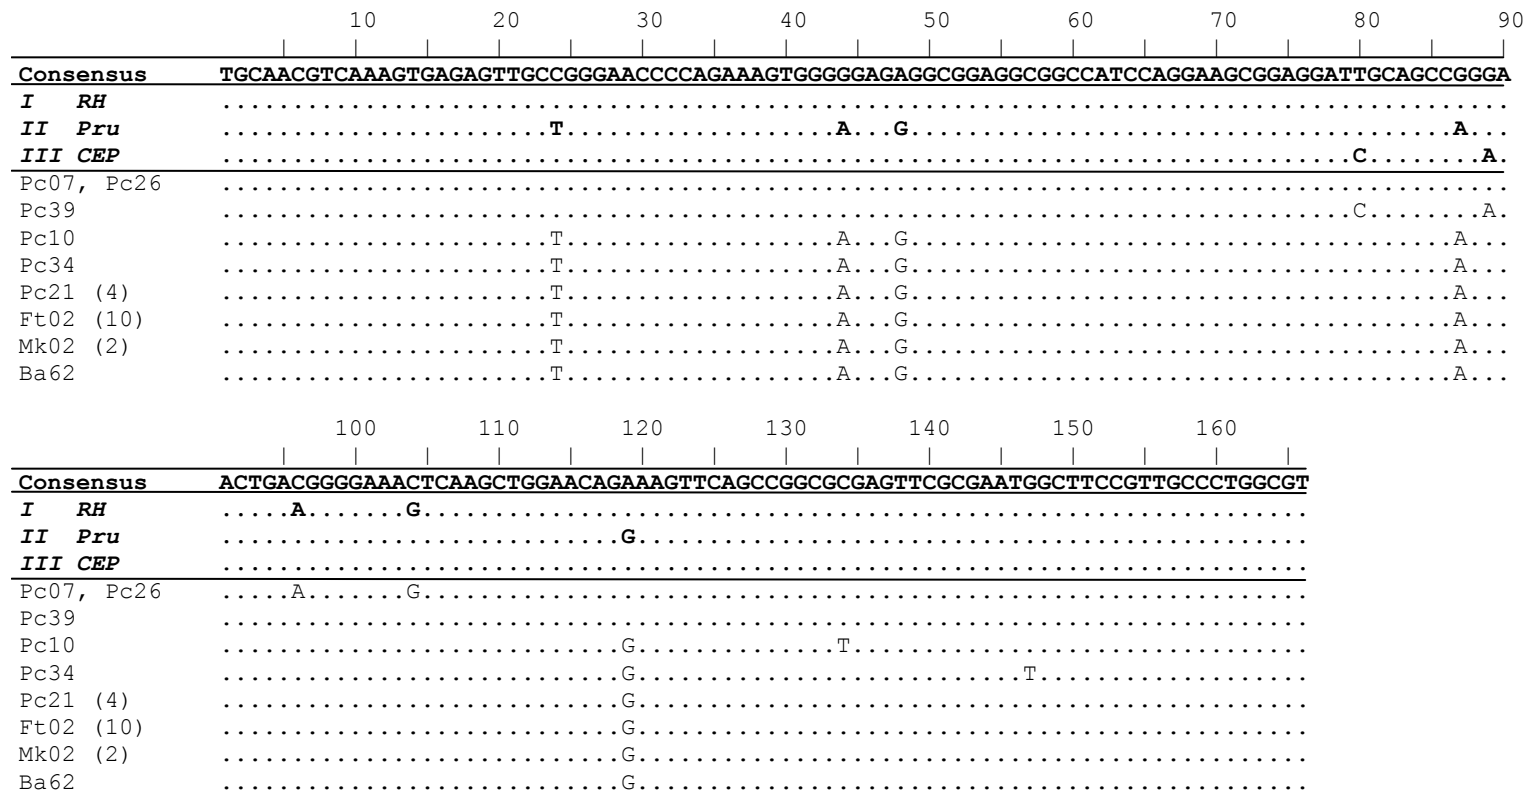 10 20 30 40 50 60 70 80 90
Consensus TGCAACGTCAAAGTGAGAGTTGCCGGGAACCCCAGAAAGTGGGGGAGAGGCGGAGGCGGCCATCCAGGAAGCGGAGGATTGCAGCCGGGA
I RH ..........................................................................................
II Pru .......................T...................A...G......................................A...
III CEP ...............................................................................C........A.
Pc07, Pc26 ..........................................................................................
Pc39 ...............................................................................C........A.
Pc10 .......................T...................A...G......................................A...
Pc34 .......................T...................A...G......................................A...
Pc21 (4) .......................T...................A...G......................................A...
Ft02 (10) .......................T...................A...G......................................A...
Mk02 (2) .......................T...................A...G......................................A...
Ba62 .......................T...................A...G......................................A...
100 110 120 130 140 150 160
Consensus ACTGACGGGGAAACTCAAGCTGGAACAGAAAGTTCAGCCGGCGCGAGTTCGCGAATGGCTTCCGTTGCCCTGGCGT
I RH .....A.......G..............................................................
II Pru ............................G...............................................
III CEP ............................................................................
Pc07, Pc26 .....A.......G..............................................................
Pc39 ............................................................................
Pc10 ............................G..............T................................
Pc34 ............................G...........................T...................
Pc21 (4) ............................G...............................................
Ft02 (10) ............................G...............................................
Mk02 (2) ............................G...............................................
Ba62 ............................G...............................................